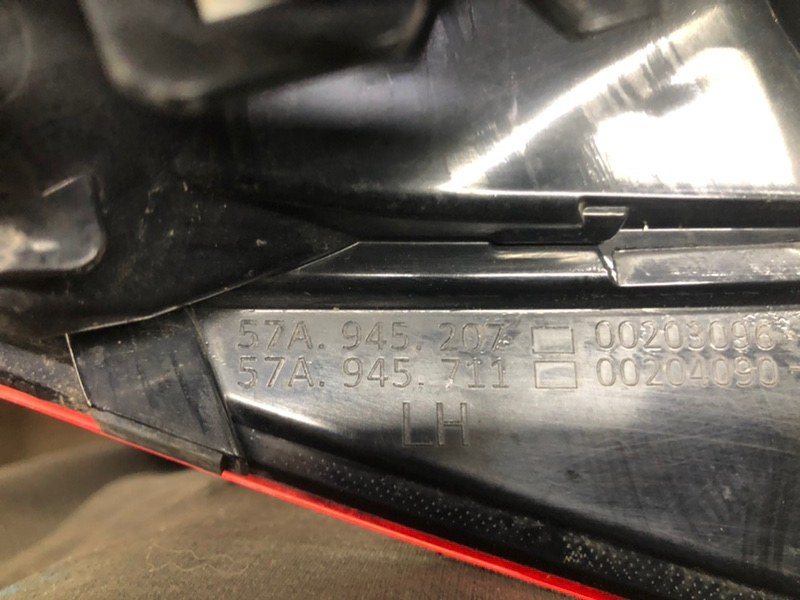 57A. 945. 207 □ 00203096
57A. 945. 711 □ 00204090
LH